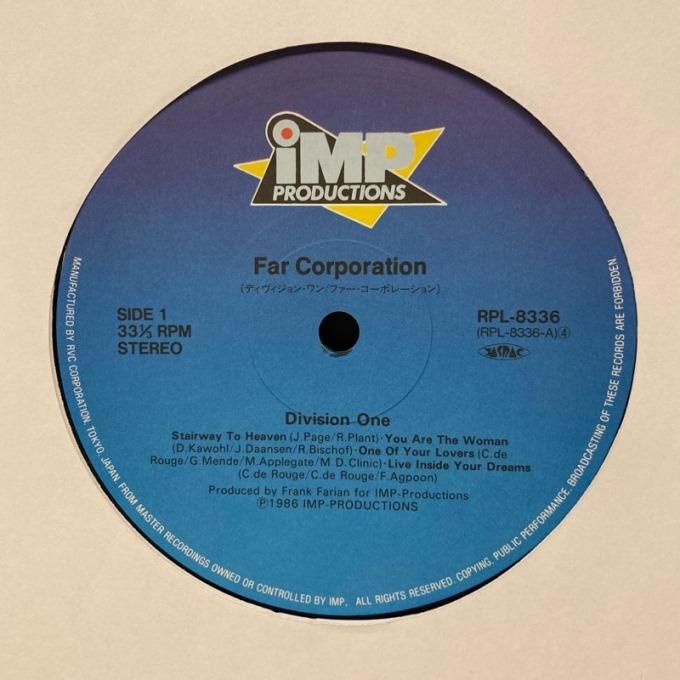 iMP
PRODUCTIONS
Far Corporation
(ディヴィジョン・ワン/ファー・コーポレーション)
SIDE 1
33⅓ RPM
STEREO
RPL-8336
(RPL-8336-A)④
JASRAC
Division One
Stairway To Heaven (J.Page/R.Plant)·You Are The Woman
(D.Kawohl/J.Daansen/R.Bischof)·One Of Your Lovers (C.de
Rouge/G.Mende/M.Applegate/M.D.Clinic)·Live Inside Your Dreams
(C.de Rouge/C.de Rouge/F.Agpoon)
Produced by Frank Farian for IMP-Productions
Ⓟ1986 IMP-PRODUCTIONS
MANUFACTURED BY RVC CORPORATION, TOKYO, JAPAN FROM MASTER RECORDINGS OWNED OR CONTROLLED BY IMP. ALL RIGHTS RESERVED. COPYING, PUBLIC PERFORMANCE, BROADCASTING OF THESE RECORDS ARE FORBIDDEN.